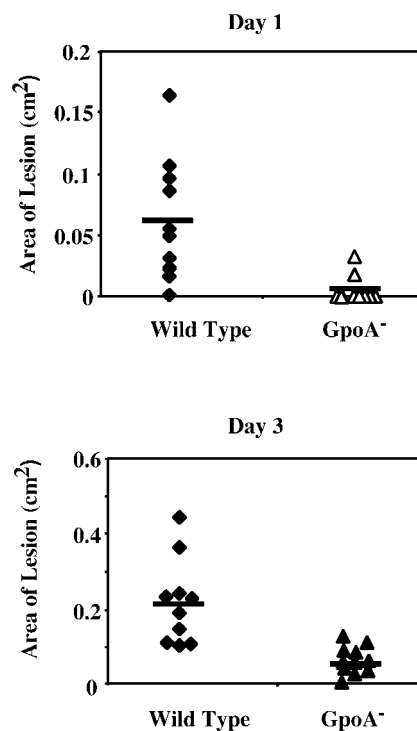 Day 1
Area of Lesion (cm²)
0.2
0.15
0.1
0.05
0
Wild Type GpoA⁻
Day 3
Area of Lesion (cm²)
0.6
0.4
0.2
0
Wild Type GpoA⁻